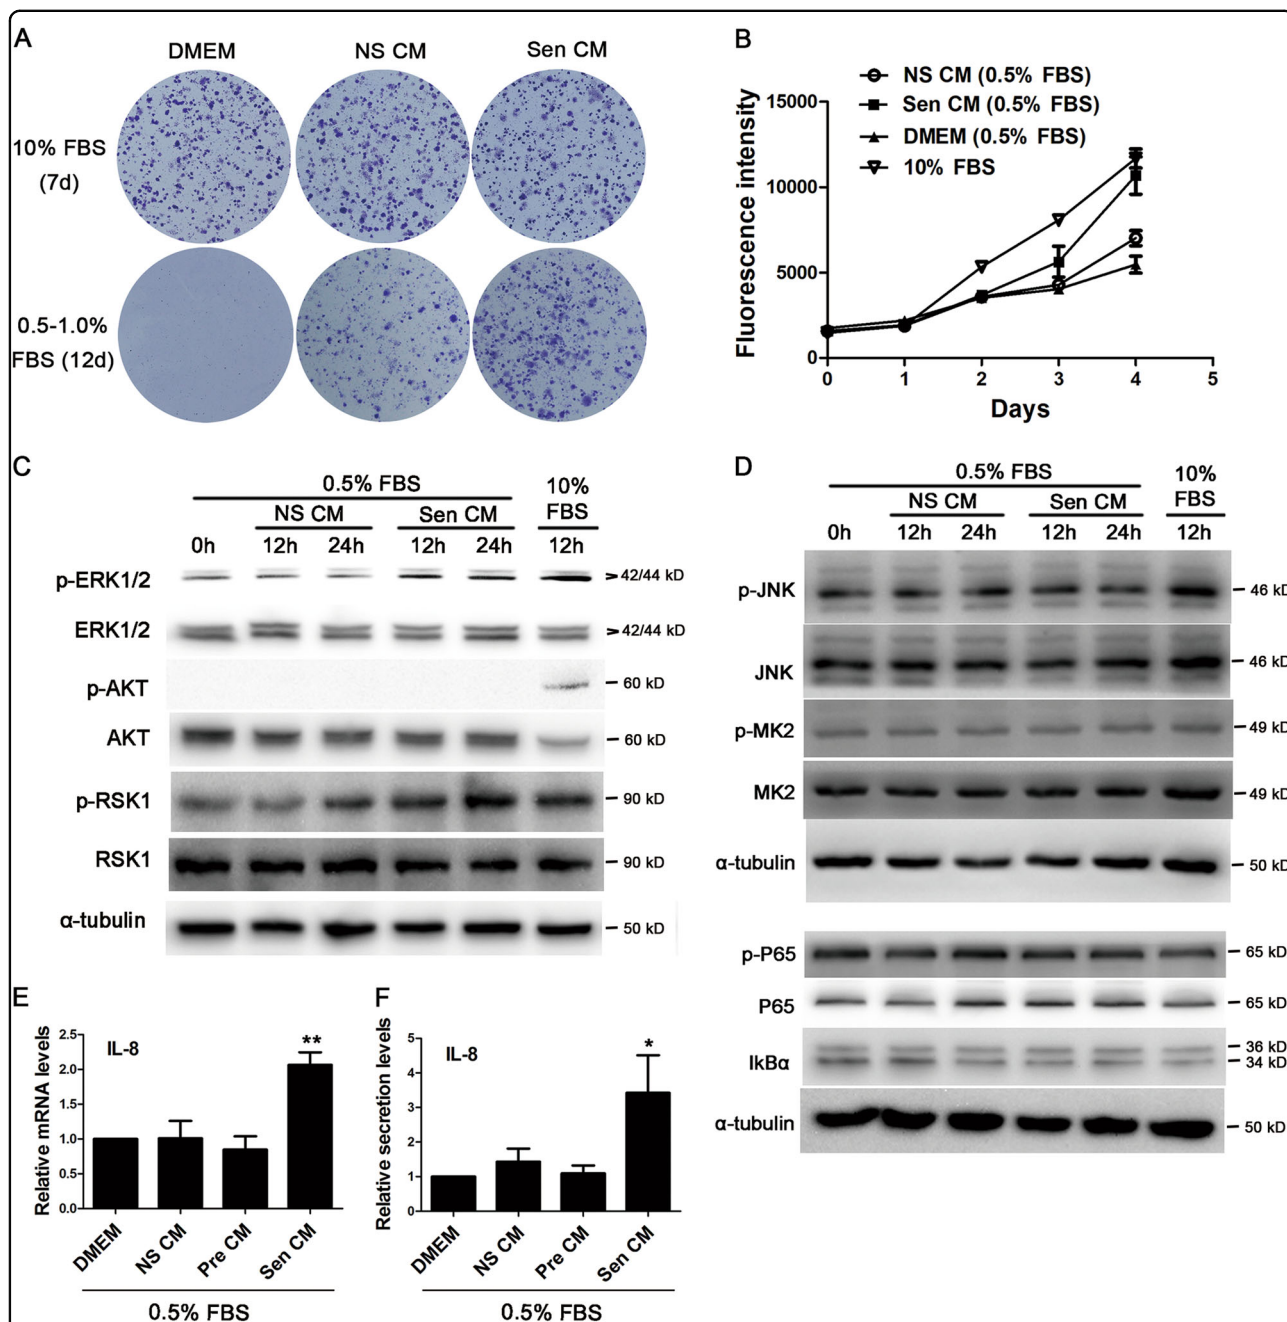 A
DMEM NS CM Sen CM
10% FBS
(7d)
0.5-1.0%
FBS (12d)
B
NS CM (0.5% FBS)
Sen CM (0.5% FBS)
DMEM (0.5% FBS)
10% FBS
Fluorescence intensity
15000
10000
5000
0
0 1 2 3 4 5
Days
C
0.5% FBS 10% FBS
NS CM Sen CM
0h 12h 24h 12h 24h 12h
p-ERK1/2 42/44 kD
ERK1/2 42/44 kD
p-AKT 60 kD
AKT 60 kD
p-RSK1 90 kD
RSK1 90 kD
α-tubulin 50 kD
D
0.5% FBS 10% FBS
NS CM Sen CM
0h 12h 24h 12h 24h 12h
p-JNK 46 kD
JNK 46 kD
p-MK2 49 kD
MK2 49 kD
α-tubulin 50 kD
p-P65 65 kD
P65 65 kD
IkBα 36 kD
34 kD
α-tubulin 50 kD
E
IL-8
Relative mRNA levels
2.5
2.0
1.5
1.0
0.5
0.0
**
DMEM NS CM Pre CM Sen CM
0.5% FBS
F
IL-8
Relative secretion levels
5
4
3
2
1
0
*
DMEM NS CM Pre CM Sen CM
0.5% FBS